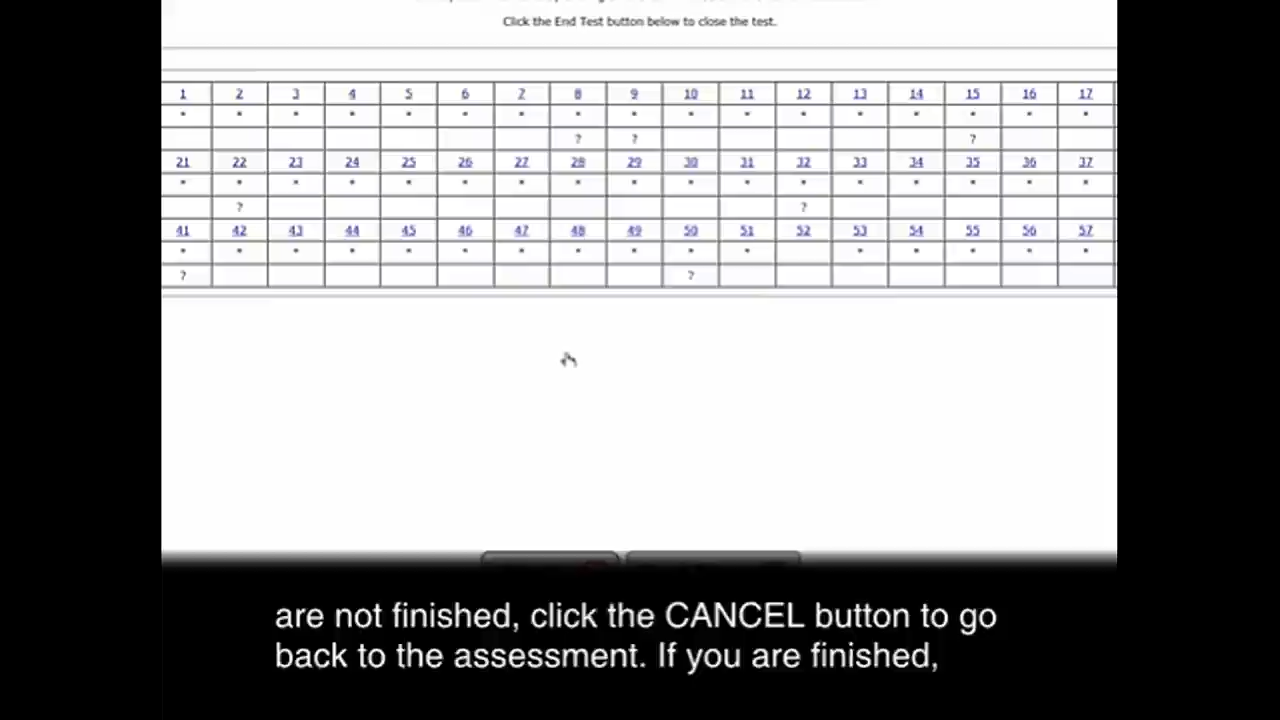 Click the End Test button below to close the test.
1 2 3 4 5 6 7 8 9 10 11 12 13 14 15 16 17
* * * * * * * * * * * * * * * * *
? ? ?
21 22 23 24 25 26 27 28 29 30 31 32 33 34 35 36 37
* * * * * * * * * * * * * * * * *
? ?
41 42 43 44 45 46 47 48 49 50 51 52 53 54 55 56 57
* * * * * * * * * * * * * * * *
? ?
are not finished, click the CANCEL button to go
back to the assessment. If you are finished,